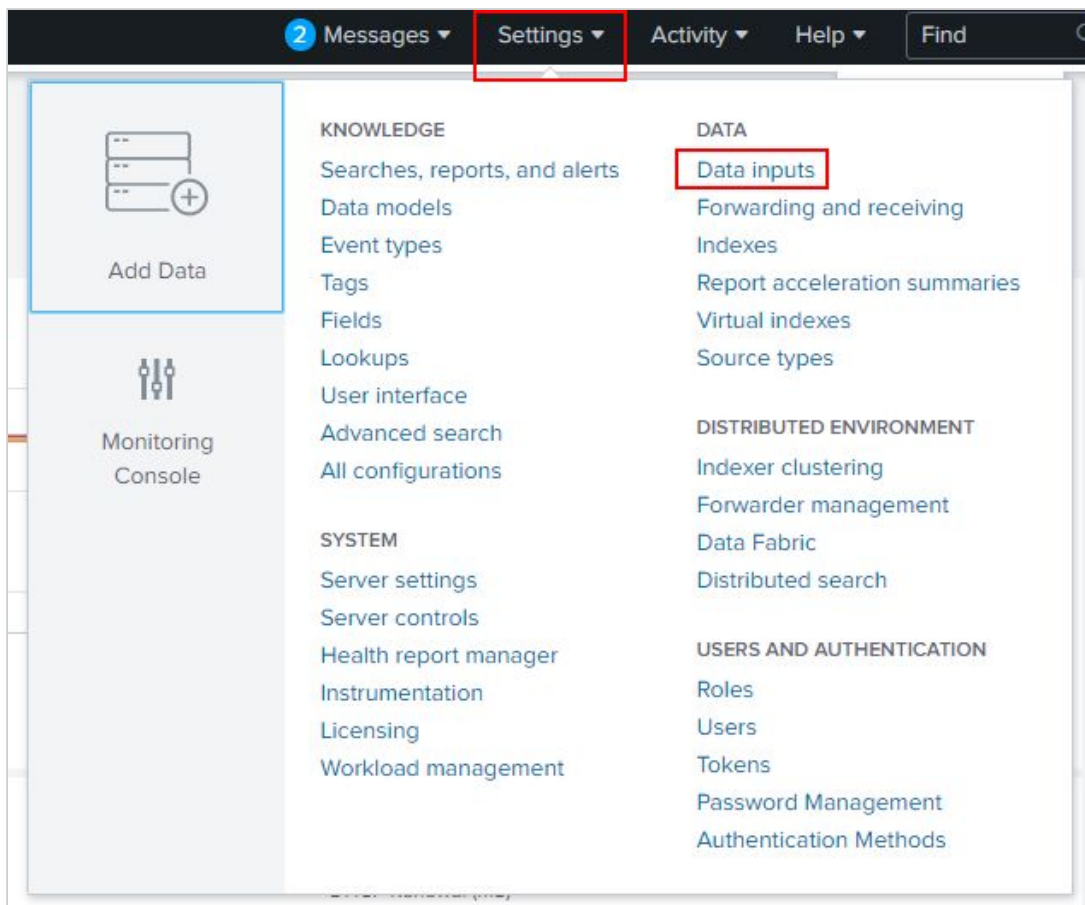 2 Messages ▾ Settings ▾ Activity ▾ Help ▾ Find
Add Data
Monitoring
Console
KNOWLEDGE
Searches, reports, and alerts
Data models
Event types
Tags
Fields
Lookups
User interface
Advanced search
All configurations
SYSTEM
Server settings
Server controls
Health report manager
Instrumentation
Licensing
Workload management
DATA
Data inputs
Forwarding and receiving
Indexes
Report acceleration summaries
Virtual indexes
Source types
DISTRIBUTED ENVIRONMENT
Indexer clustering
Forwarder management
Data Fabric
Distributed search
USERS AND AUTHENTICATION
Roles
Users
Tokens
Password Management
Authentication Methods